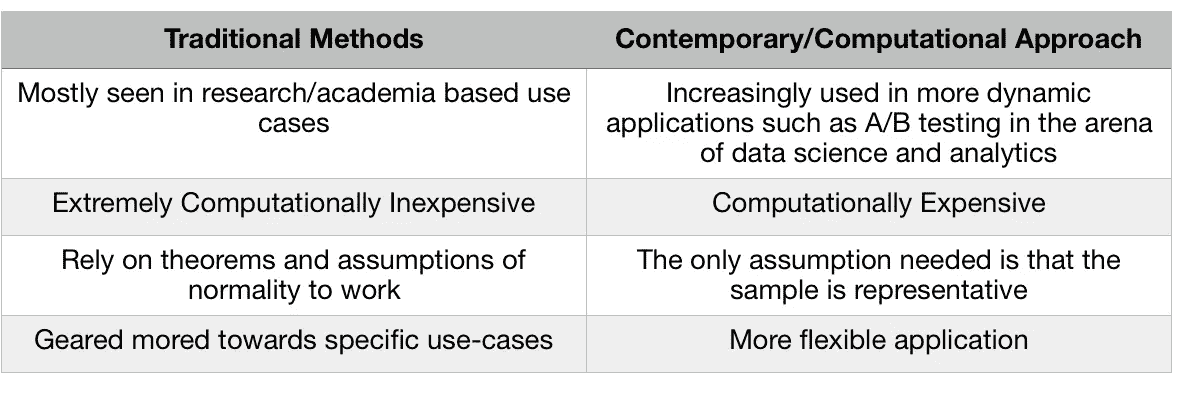 Traditional Methods
Contemporary/Computational Approach
Mostly seen in research/academia based use
cases
Increasingly used in more dynamic
applications such as A/B testing in the arena
of data science and analytics
Extremely Computationally Inexpensive
Computationally Expensive
Rely on theorems and assumptions of
normality to work
The only assumption needed is that the
sample is representative
Geared mored towards specific use-cases
More flexible application